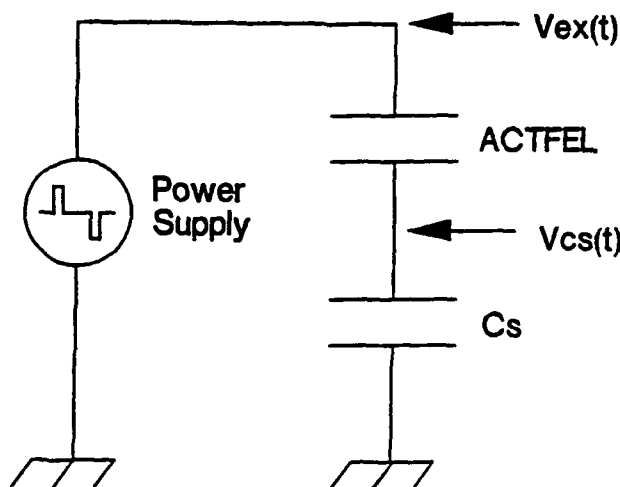 Vex(t)
ACTFEL
Power
Supply
Vcs(t)
Cs